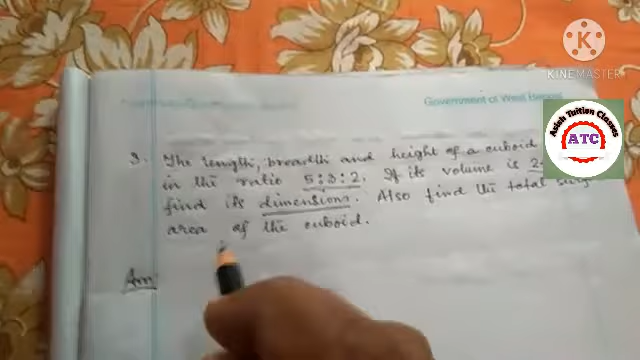 KINEMASTER
Government of West Bengal
Asish Tuition Classes
ATC
3. The length, breadth and height of a cuboid
in the ratio 5:3:2. If its volume is
find its dimensions. Also find the total
area of the cuboid.
Ans